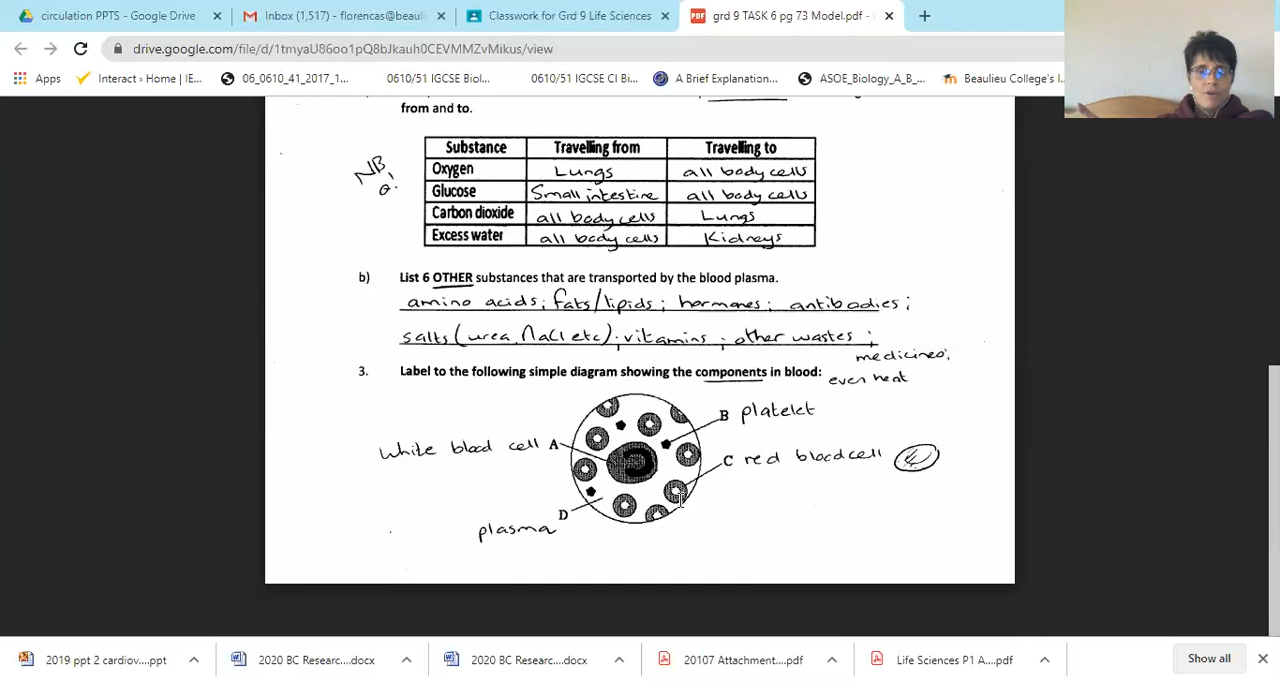 circulation PPTS - Google Drive
Inbox (1,517) - florencas@beauli
Classwork for Grd 9 Life Sciences
grd 9 TASK 6 pg 73 Model.pdf -
drive.google.com/file/d/1tmyaU86oo1pQ8bJkauh0CEVMMZvMikus/view
Apps
Interact › Home | IE...
06_0610_41_2017_1...
0610/51 IGCSE Biol...
0610/51 IGCSE CI Bi...
A Brief Explanation...
ASOE_Biology_A_B_...
Beaulieu College's I...
from and to.
NB!
Substance Travelling from Travelling to
Oxygen Lungs all body cells
Glucose Small intestine all body cells
Carbon dioxide all body cells Lungs
Excess water all body cells Kidneys
b) List 6 OTHER substances that are transported by the blood plasma.
amino acids; fats/lipids; hormones; antibodies;
salts (urea, NaCl etc); vitamins; other wastes;
medicines;
even heat
3. Label to the following simple diagram showing the components in blood:
B platelet
White blood cell A
C red blood cell
D
plasma
2019 ppt 2 cardiov....ppt
2020 BC Researc....docx
2020 BC Researc....docx
20107 Attachment....pdf
Life Sciences P1 A....pdf
Show all